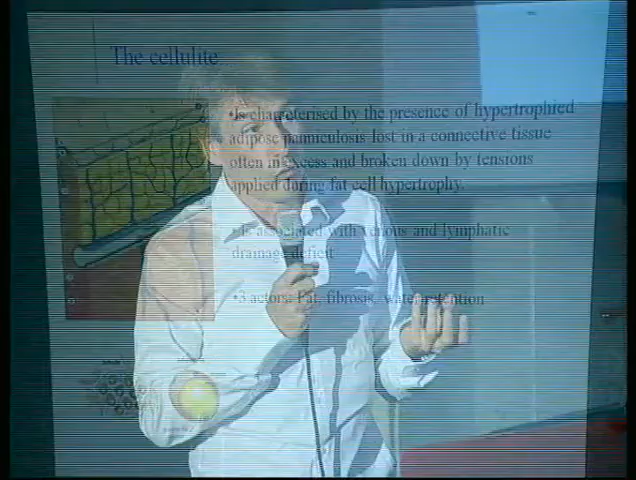 The cellulite
•Is characterised by the presence of hypertrophied
adipose panniculosis lost in a connective tissue
often in excess and broken down by tensions
applied during fat cell hypertrophy.
•Is associated with venous and lymphatic
drainage deficit
•3 actors: Fat, fibrosis, water retention